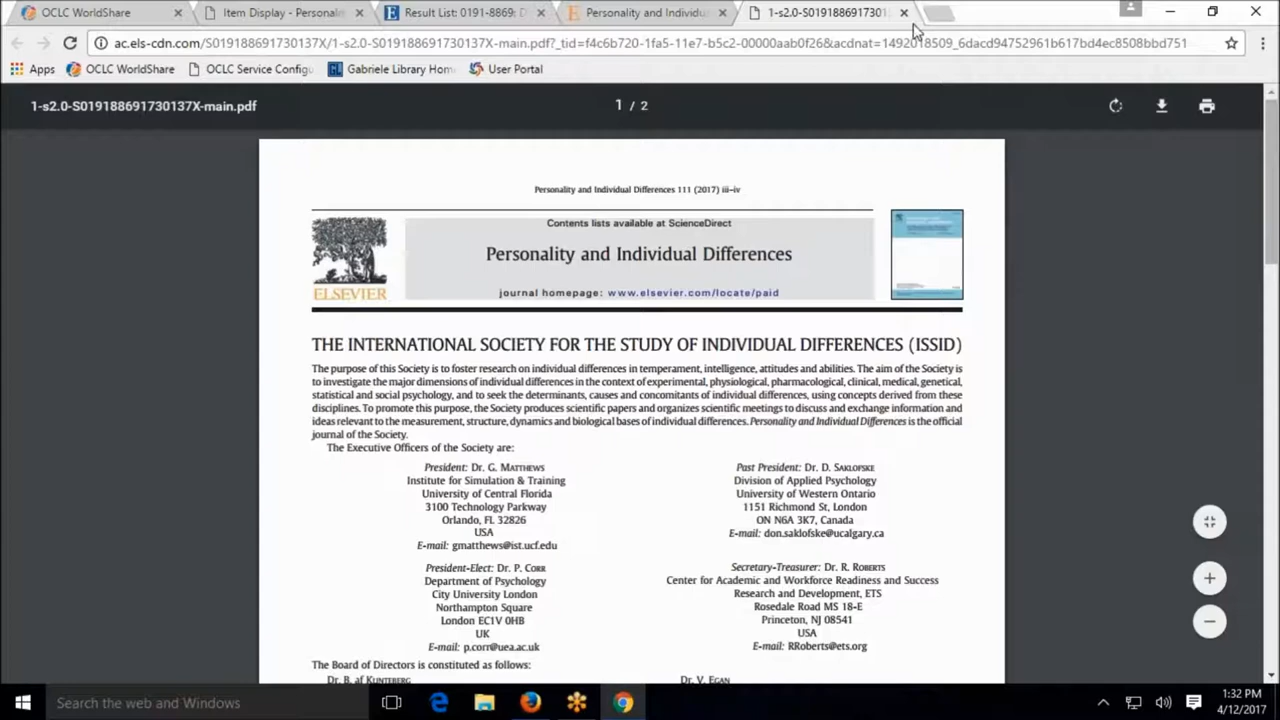 OCLC WorldShare
Item Display - Personalit
Result List: 0191-8869; D
Personality and Individu
1-s2.0-S01918869173013
ac.els-cdn.com/S019188691730137X/1-s2.0-S019188691730137X-main.pdf?_tid=f4c6b720-1fa5-11e7-b5c2-00000aab0f26&acdnat=1492018509_6dacd94752961b617bd4ec8508bbd751
Apps
OCLC WorldShare
OCLC Service Configu
Gabriele Library Hom
User Portal
1-s2.0-S019188691730137X-main.pdf
1 / 2
Personality and Individual Differences 111 (2017) iii–iv
Contents lists available at ScienceDirect
Personality and Individual Differences
journal homepage: www.elsevier.com/locate/paid
ELSEVIER
THE INTERNATIONAL SOCIETY FOR THE STUDY OF INDIVIDUAL DIFFERENCES (ISSID)
The purpose of this Society is to foster research on individual differences in temperament, intelligence, attitudes and abilities. The aim of the Society is
to investigate the major dimensions of individual differences in the context of experimental, physiological, pharmacological, clinical, medical, genetical,
statistical and social psychology, and to seek the determinants, causes and concomitants of individual differences, using concepts derived from these
disciplines. To promote this purpose, the Society produces scientific papers and organizes scientific meetings to discuss and exchange information and
ideas relevant to the measurement, structure, dynamics and biological bases of individual differences. Personality and Individual Differences is the official
journal of the Society.
The Executive Officers of the Society are:
President: Dr. G. MATTHEWS
Institute for Simulation & Training
University of Central Florida
3100 Technology Parkway
Orlando, FL 32826
USA
E-mail: gmatthews@ist.ucf.edu
Past President: Dr. D. SAKLOFSKE
Division of Applied Psychology
University of Western Ontario
1151 Richmond St, London
ON N6A 3K7, Canada
E-mail: don.saklofske@ucalgary.ca
President-Elect: Dr. P. CORR
Department of Psychology
City University London
Northampton Square
London EC1V 0HB
UK
E-mail: p.corr@uea.ac.uk
Secretary-Treasurer: Dr. R. ROBERTS
Center for Academic and Workforce Readiness and Success
Research and Development, ETS
Rosedale Road MS 18-E
Princeton, NJ 08541
USA
E-mail: RRoberts@ets.org
The Board of Directors is constituted as follows:
Dr. B. AF KLINTEBERG
Dr. V. EGAN
Search the web and Windows
1:32 PM
4/12/2017